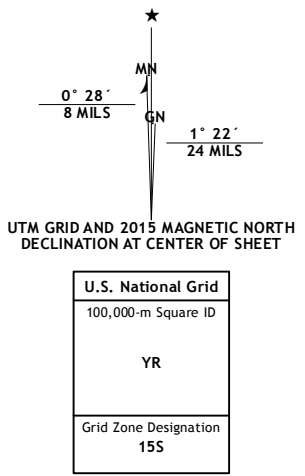 ★
MN
0° 28´
8 MILS
GN
1° 22´
24 MILS
UTM GRID AND 2015 MAGNETIC NORTH
DECLINATION AT CENTER OF SHEET
U.S. National Grid
100,000-m Square ID
YR
Grid Zone Designation
15S